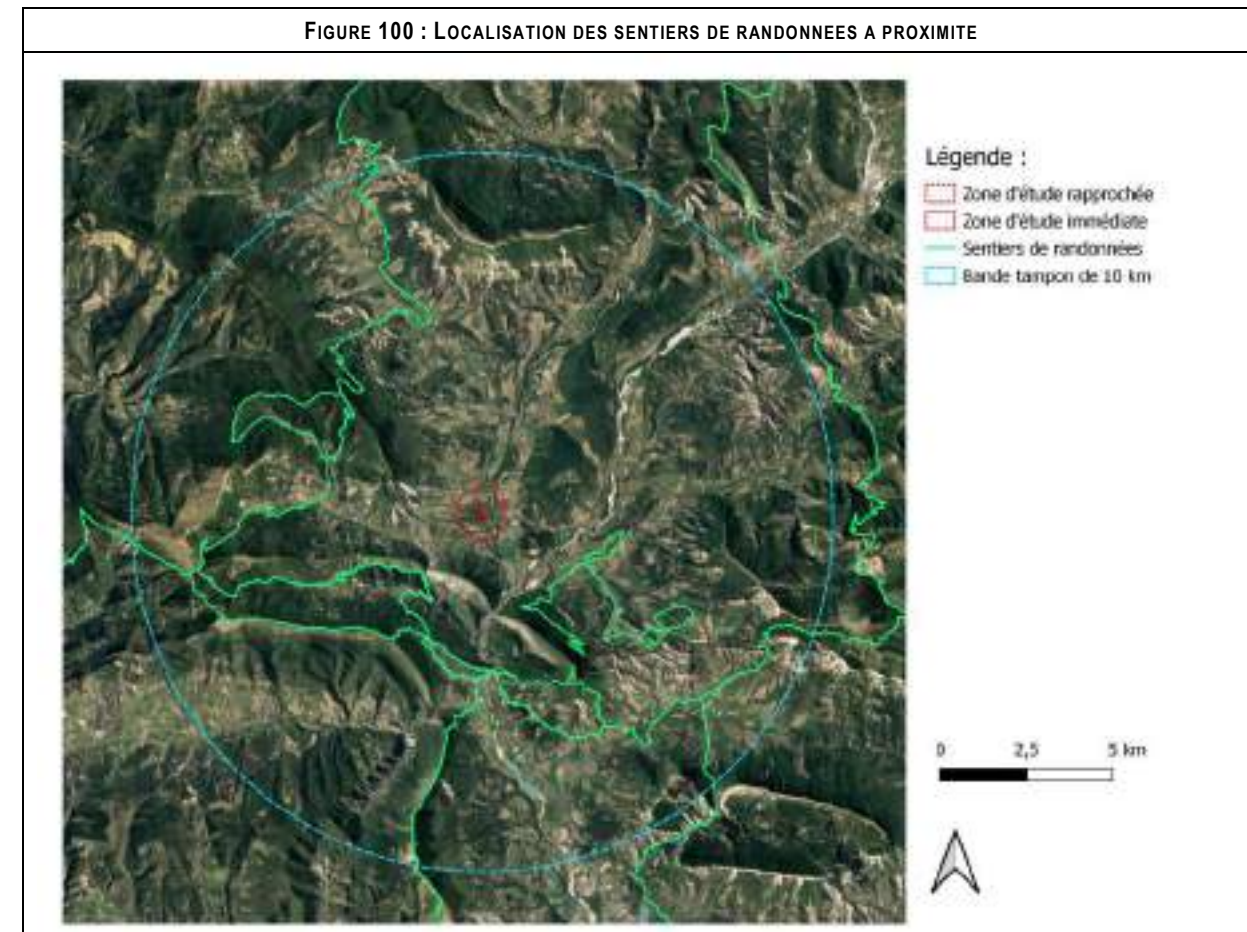 FIGURE 100 : LOCALISATION DES SENTIERS DE RANDONNEES A PROXIMITE
Légende :
Zone d'étude rapprochée
Zone d'étude immédiate
Sentiers de randonnées
Bande tampon de 10 km
0 2,5 5 km